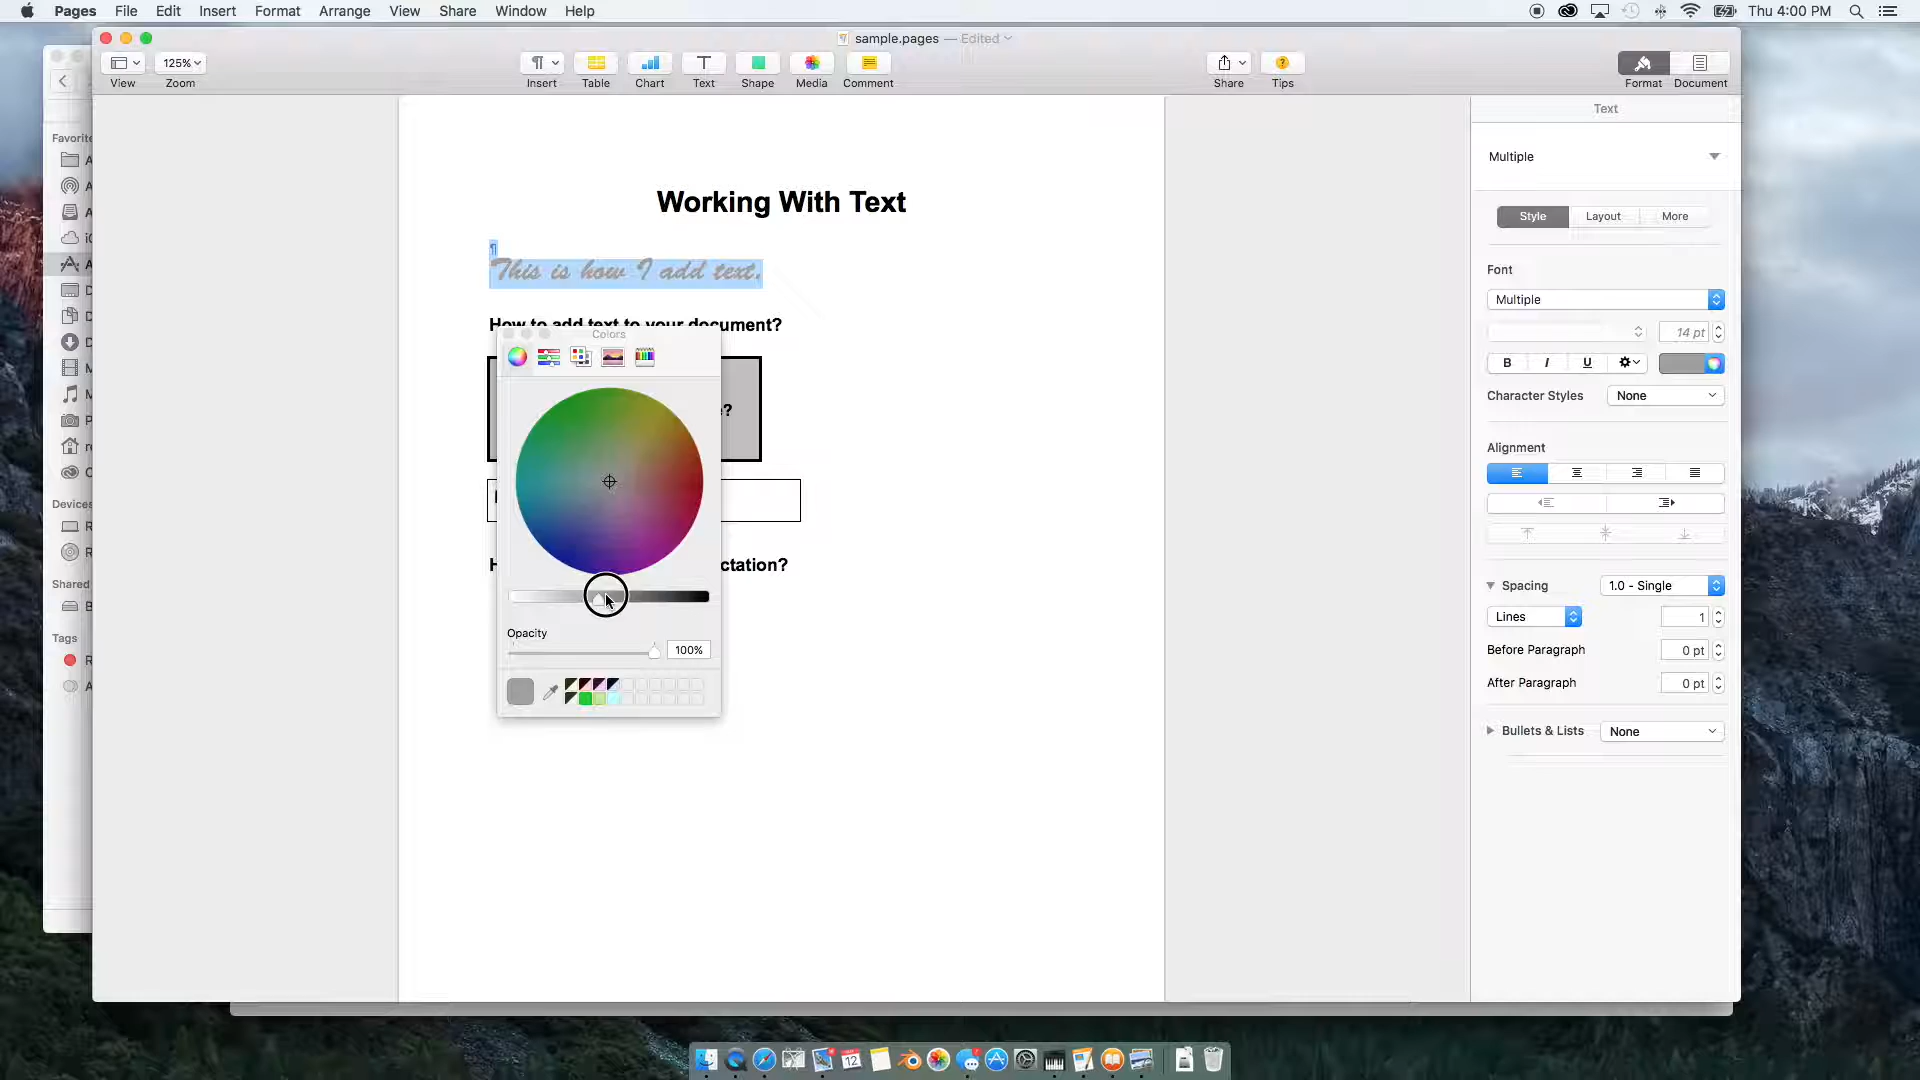 Pages File Edit Insert Format Arrange View Share Window Help
Thu 4:00 PM
sample.pages — Edited
125%
View Zoom Insert Table Chart Text Shape Media Comment Share Tips Format Document
Favorite
Devices
Shared
Tags
Working With Text
This is how I add text.
How to add text to your document?
Colors
?
ctation?
Opacity
100%
Text
Multiple
Style Layout More
Font
Multiple
14 pt
B I U
Character Styles None
Alignment
Spacing 1.0 - Single
Lines 1
Before Paragraph 0 pt
After Paragraph 0 pt
Bullets & Lists None
12